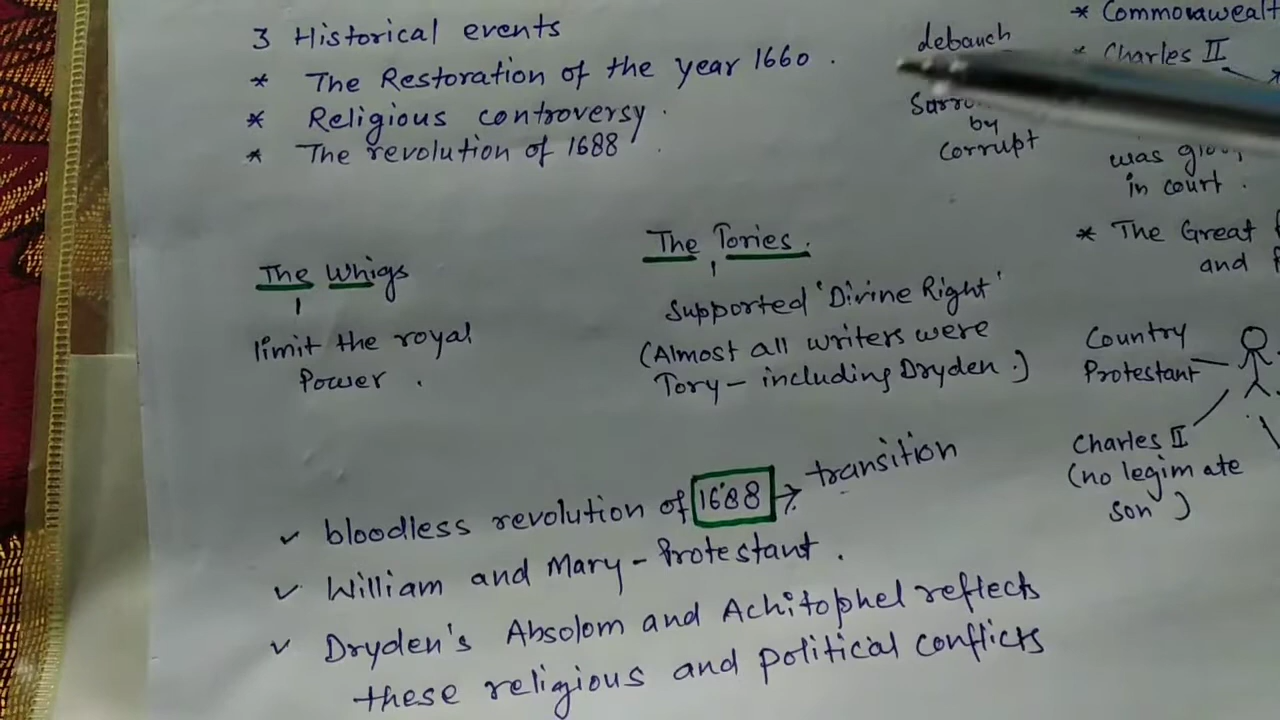 3 Historical events
* The Restoration of the year 1660.
* Religious controversy.
* The revolution of 1688.
debauch
by
corrupt
* Charles II
was
in court.
* The Great
and
The Whigs
limit the royal
Power.
The Tories.
Supported 'Divine Right'
(Almost all writers were
Tory - including Dryden.)
Country
Protestant
Charles II
(no legimate
son)
✓ bloodless revolution of 1688 → transition
✓ William and Mary - Protestant.
✓ Dryden's Absolom and Achitophel reflects
these religious and political conflicts